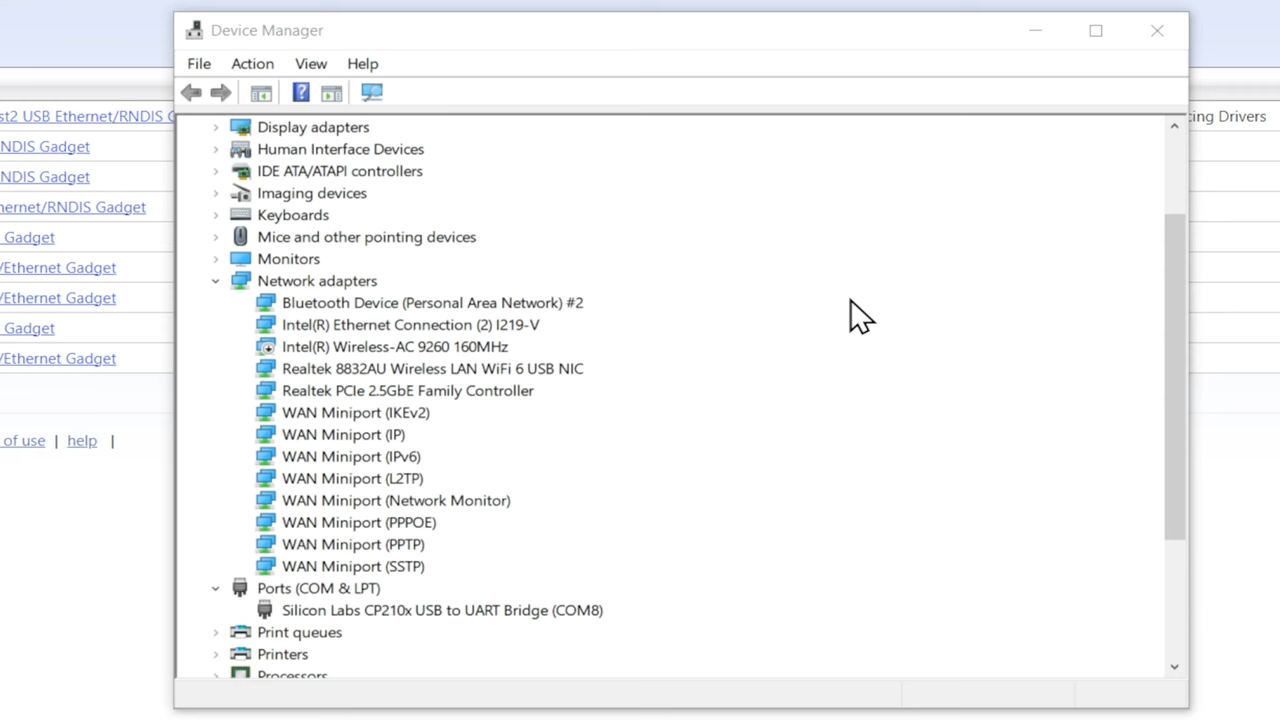 Device Manager
File Action View Help
Display adapters
Human Interface Devices
IDE ATA/ATAPI controllers
Imaging devices
Keyboards
Mice and other pointing devices
Monitors
Network adapters
Bluetooth Device (Personal Area Network) #2
Intel(R) Ethernet Connection (2) I219-V
Intel(R) Wireless-AC 9260 160MHz
Realtek 8832AU Wireless LAN WiFi 6 USB NIC
Realtek PCIe 2.5GbE Family Controller
WAN Miniport (IKEv2)
WAN Miniport (IP)
WAN Miniport (IPv6)
WAN Miniport (L2TP)
WAN Miniport (Network Monitor)
WAN Miniport (PPPOE)
WAN Miniport (PPTP)
WAN Miniport (SSTP)
Ports (COM & LPT)
Silicon Labs CP210x USB to UART Bridge (COM8)
Print queues
Printers
Processors
st2 USB Ethernet/RNDIS G
NDIS Gadget
NDIS Gadget
hernet/RNDIS Gadget
Gadget
/Ethernet Gadget
/Ethernet Gadget
Gadget
/Ethernet Gadget
of use | help |
cing Drivers